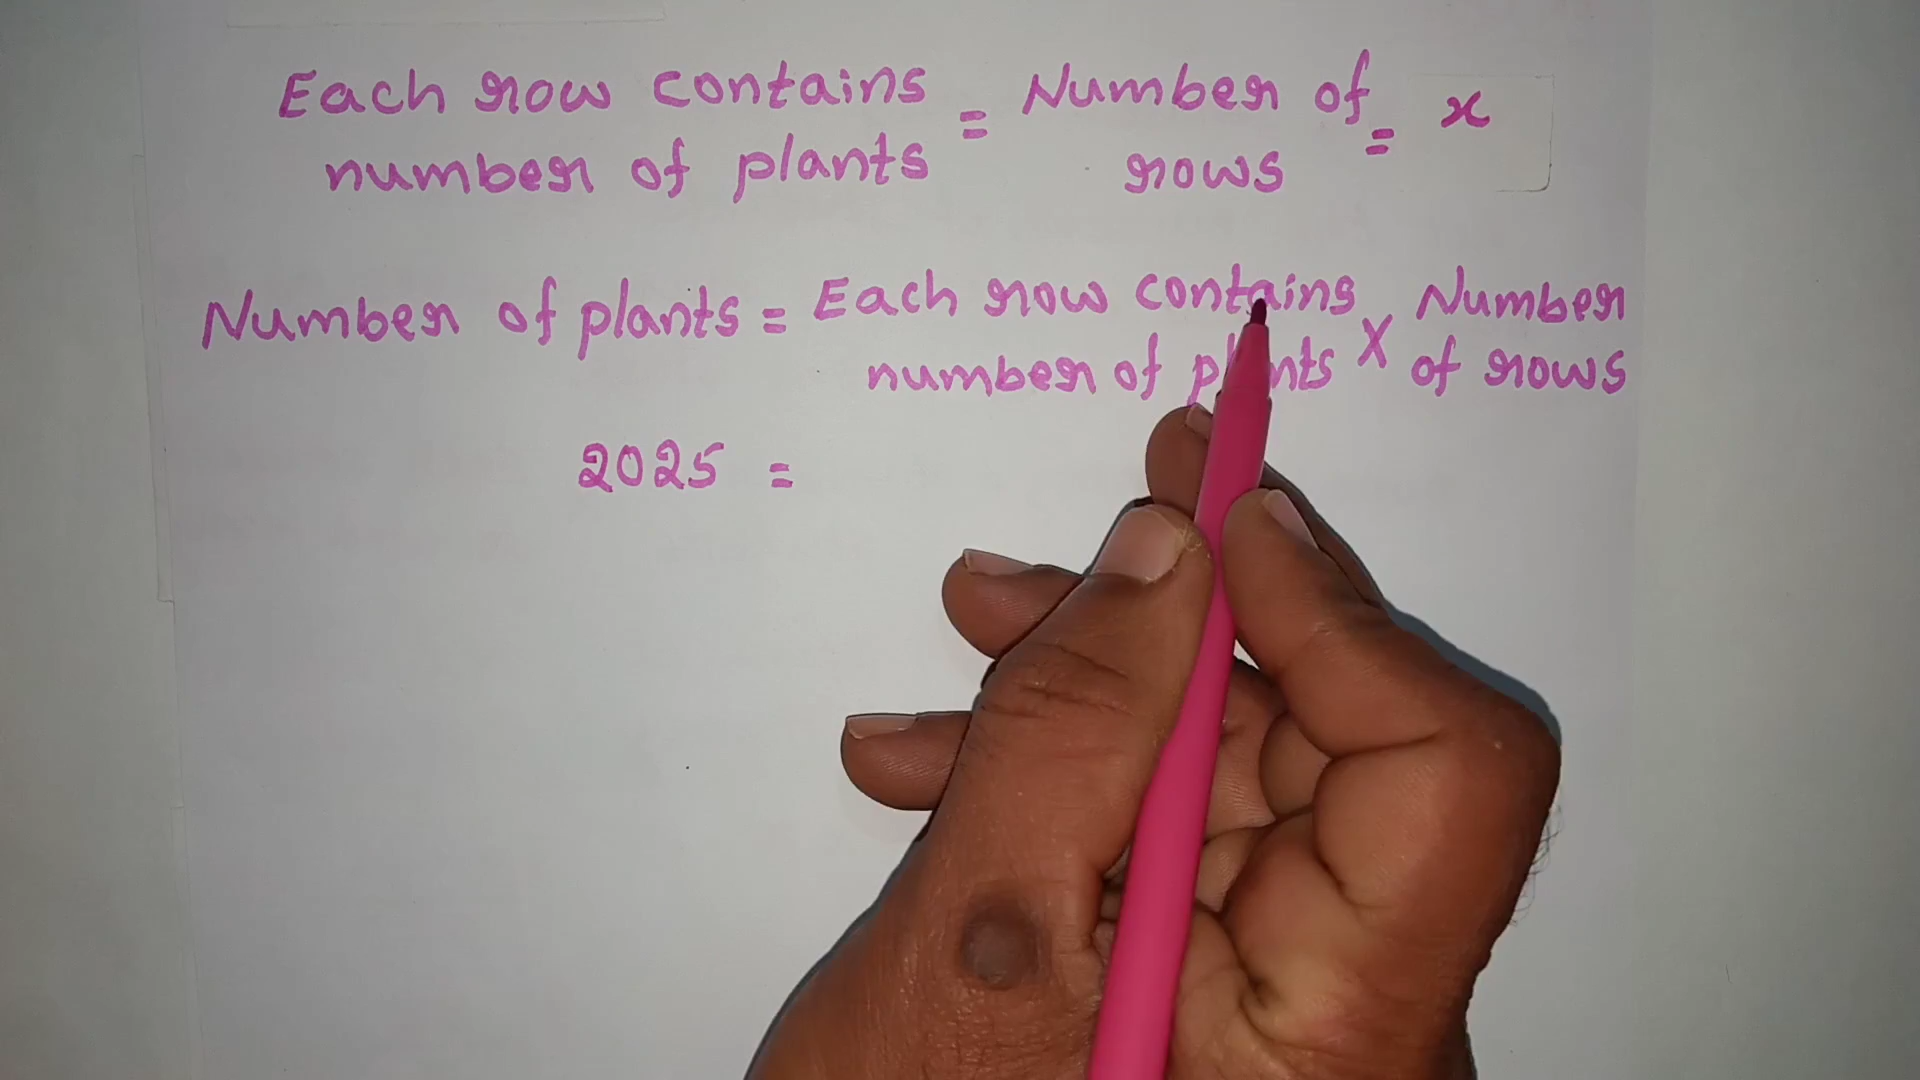 Each row contains = Number of = x
number of plants rows
Number of plants = Each row contains × Number
number of plants of rows
2025 =